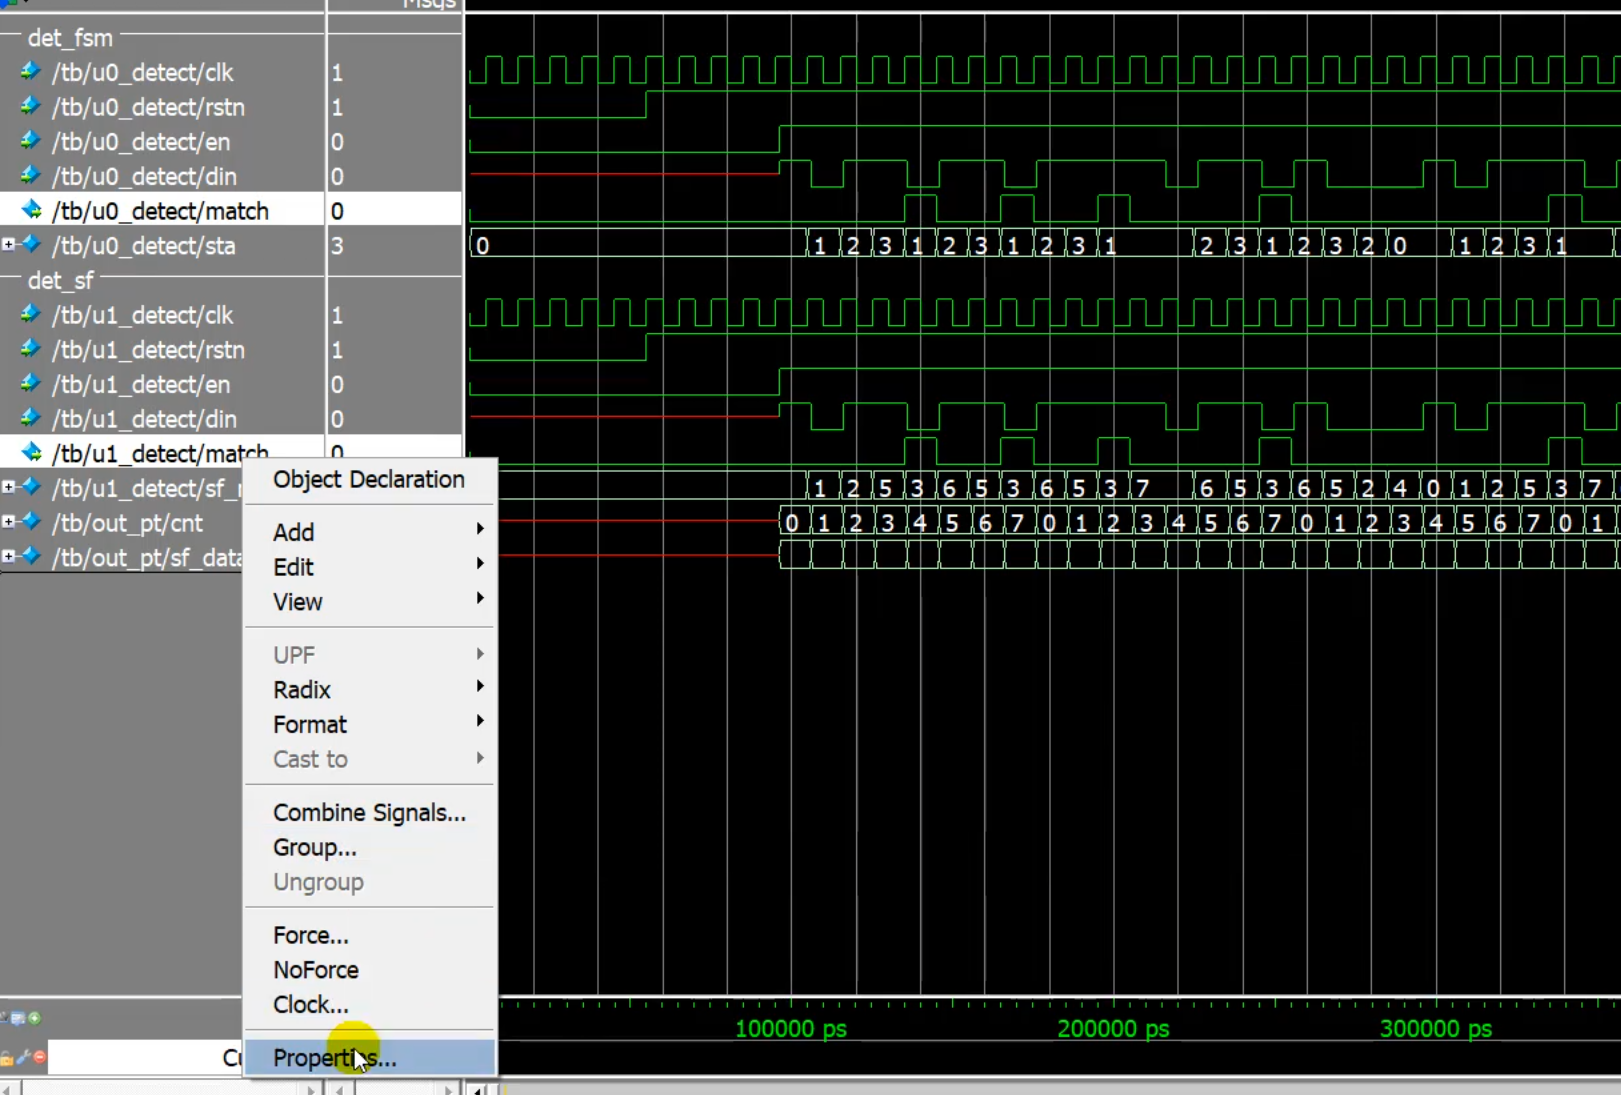 Msgs
det_fsm
/tb/u0_detect/clk 1
/tb/u0_detect/rstn 1
/tb/u0_detect/en 0
/tb/u0_detect/din 0
/tb/u0_detect/match 0
/tb/u0_detect/sta 3 0 1 2 3 1 2 3 1 2 3 1 2 3 1 2 3 2 0 1 2 3 1
det_sf
/tb/u1_detect/clk 1
/tb/u1_detect/rstn 1
/tb/u1_detect/en 0
/tb/u1_detect/din 0
/tb/u1_detect/match 0
/tb/u1_detect/sf_ 1 2 5 3 6 5 3 6 5 3 7 6 5 3 6 5 2 4 0 1 2 5 3 7
/tb/out_pt/cnt 0 1 2 3 4 5 6 7 0 1 2 3 4 5 6 7 0 1 2 3 4 5 6 7 0 1
/tb/out_pt/sf_data
Object Declaration
Add
Edit
View
UPF
Radix
Format
Cast to
Combine Signals...
Group...
Ungroup
Force...
NoForce
Clock...
Properties...
100000 ps 200000 ps 300000 ps